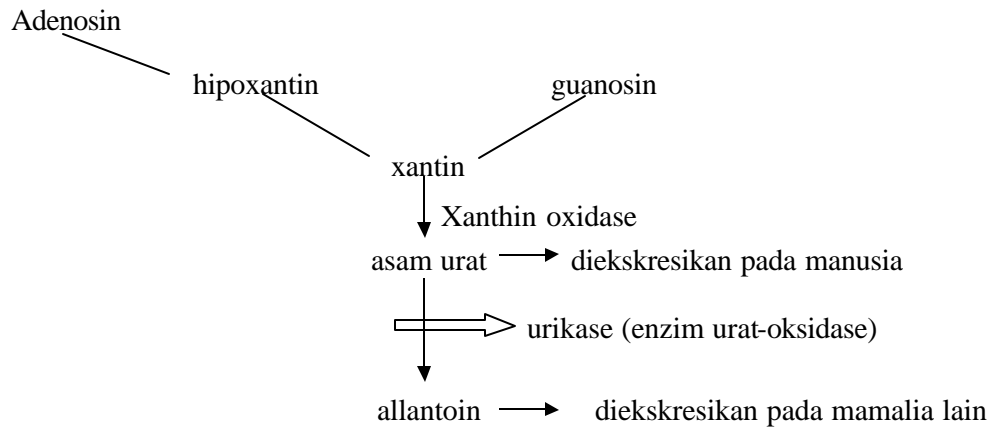 Adenosin
hipoxantin guanosin
xantin
Xanthin oxidase
asam urat diekskresikan pada manusia
urikase (enzim urat-oksidase)
allantoin diekskresikan pada mamalia lain